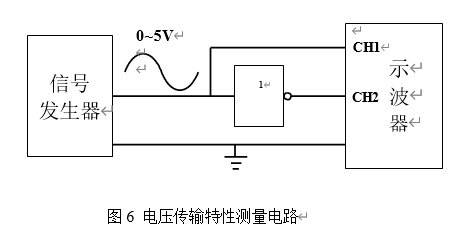 0~5V
CH1
信号
发生器
1
CH2
示
波
器
图 6 电压传输特性测量电路